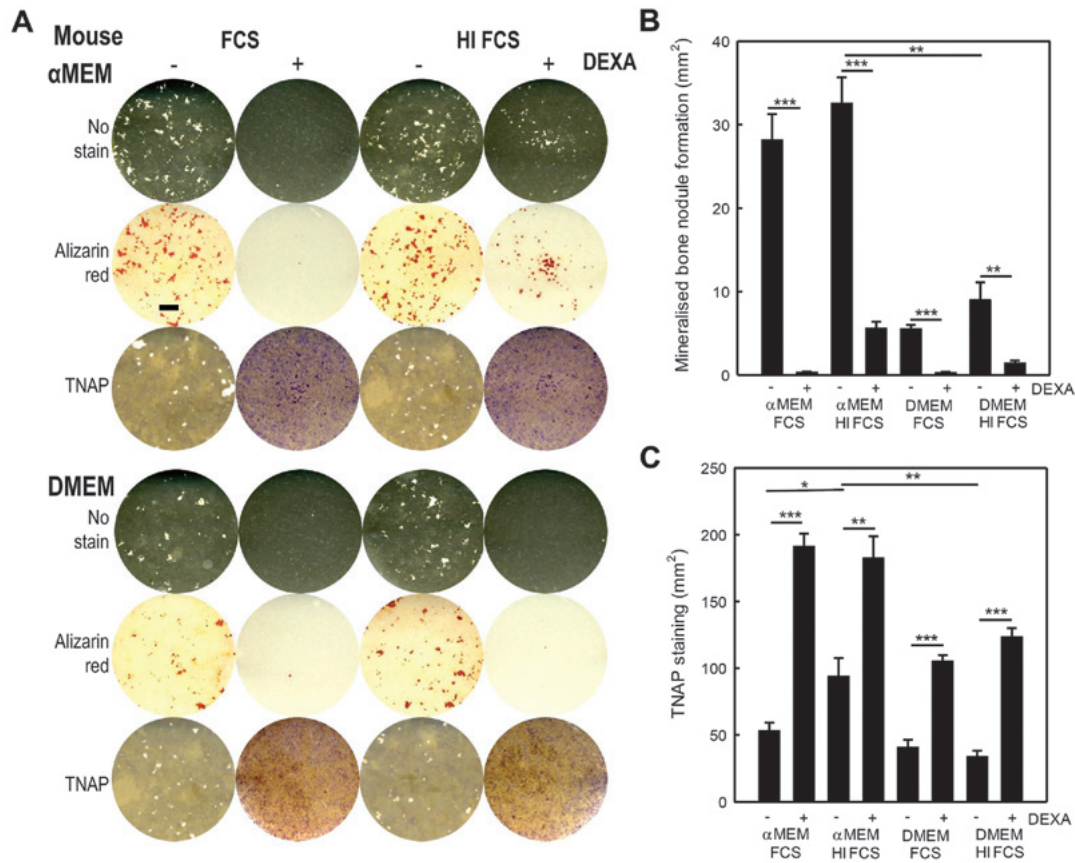 A
Mouse FCS HI FCS
αMEM - + - + DEXA
No stain
Alizarin red
TNAP
DMEM
No stain
Alizarin red
TNAP
B
Mineralised bone nodule formation (mm²)
40
30
20
10
0
***
***
**
***
**
- + - + - + - + DEXA
αMEM FCS
αMEM HI FCS
DMEM FCS
DMEM HI FCS
C
TNAP staining (mm²)
250
200
150
100
50
0
*
**
***
**
***
***
- + - + - + - + DEXA
αMEM FCS
αMEM HI FCS
DMEM FCS
DMEM HI FCS